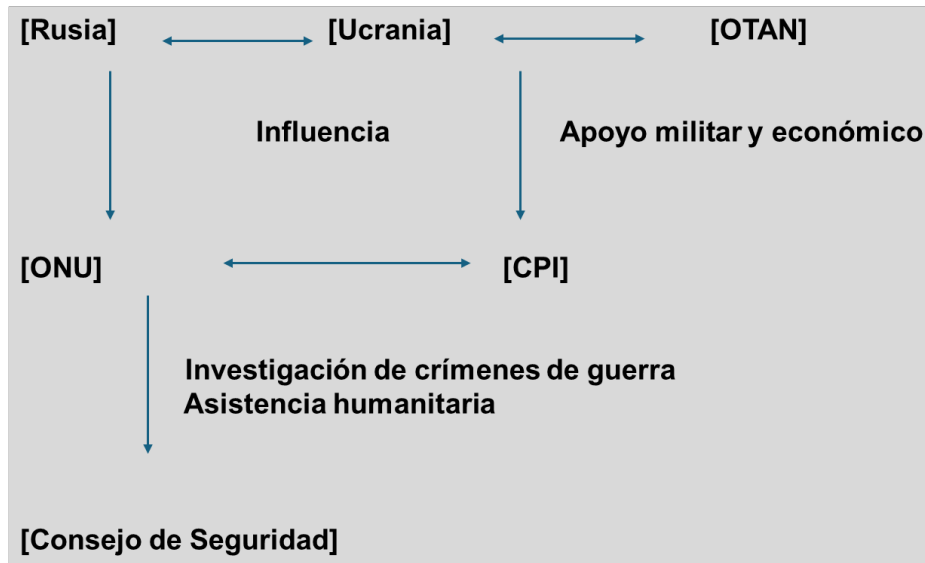 [Rusia] [Ucrania] [OTAN]
Influencia Apoyo militar y económico
[ONU] [CPI]
Investigación de crímenes de guerra
Asistencia humanitaria
[Consejo de Seguridad]